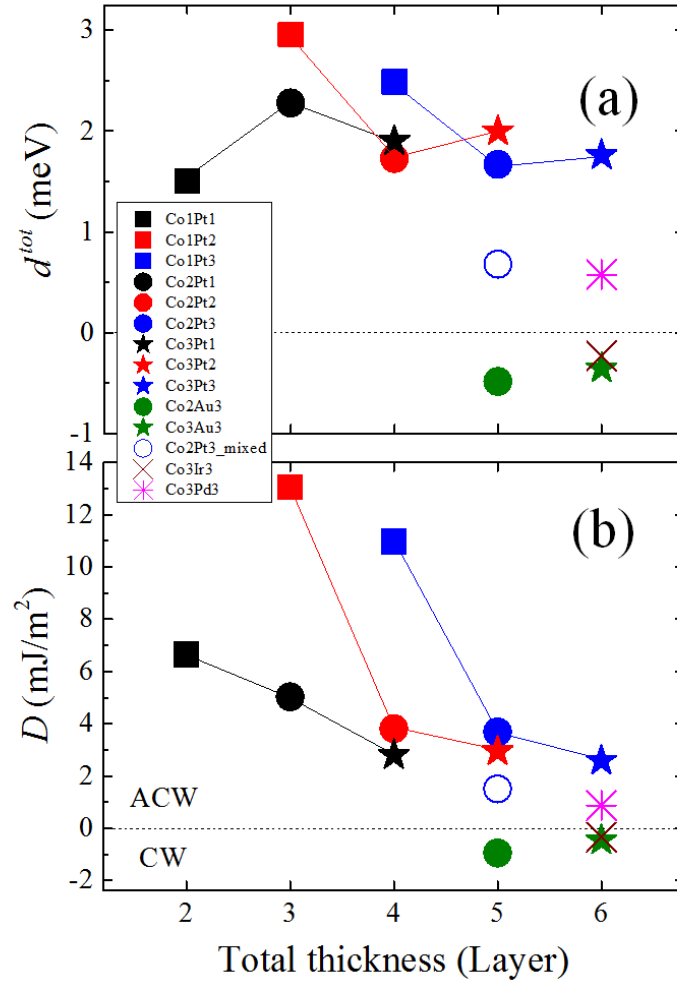 3
2
1
0
-1
d^{tot} (meV)
(a)
Co1Pt1
Co1Pt2
Co1Pt3
Co2Pt1
Co2Pt2
Co2Pt3
Co3Pt1
Co3Pt2
Co3Pt3
Co2Au3
Co3Au3
Co2Pt3_mixed
Co3Ir3
Co3Pd3
14
12
10
8
6
4
2
0
-2
D (mJ/m²)
(b)
ACW
CW
2 3 4 5 6
Total thickness (Layer)